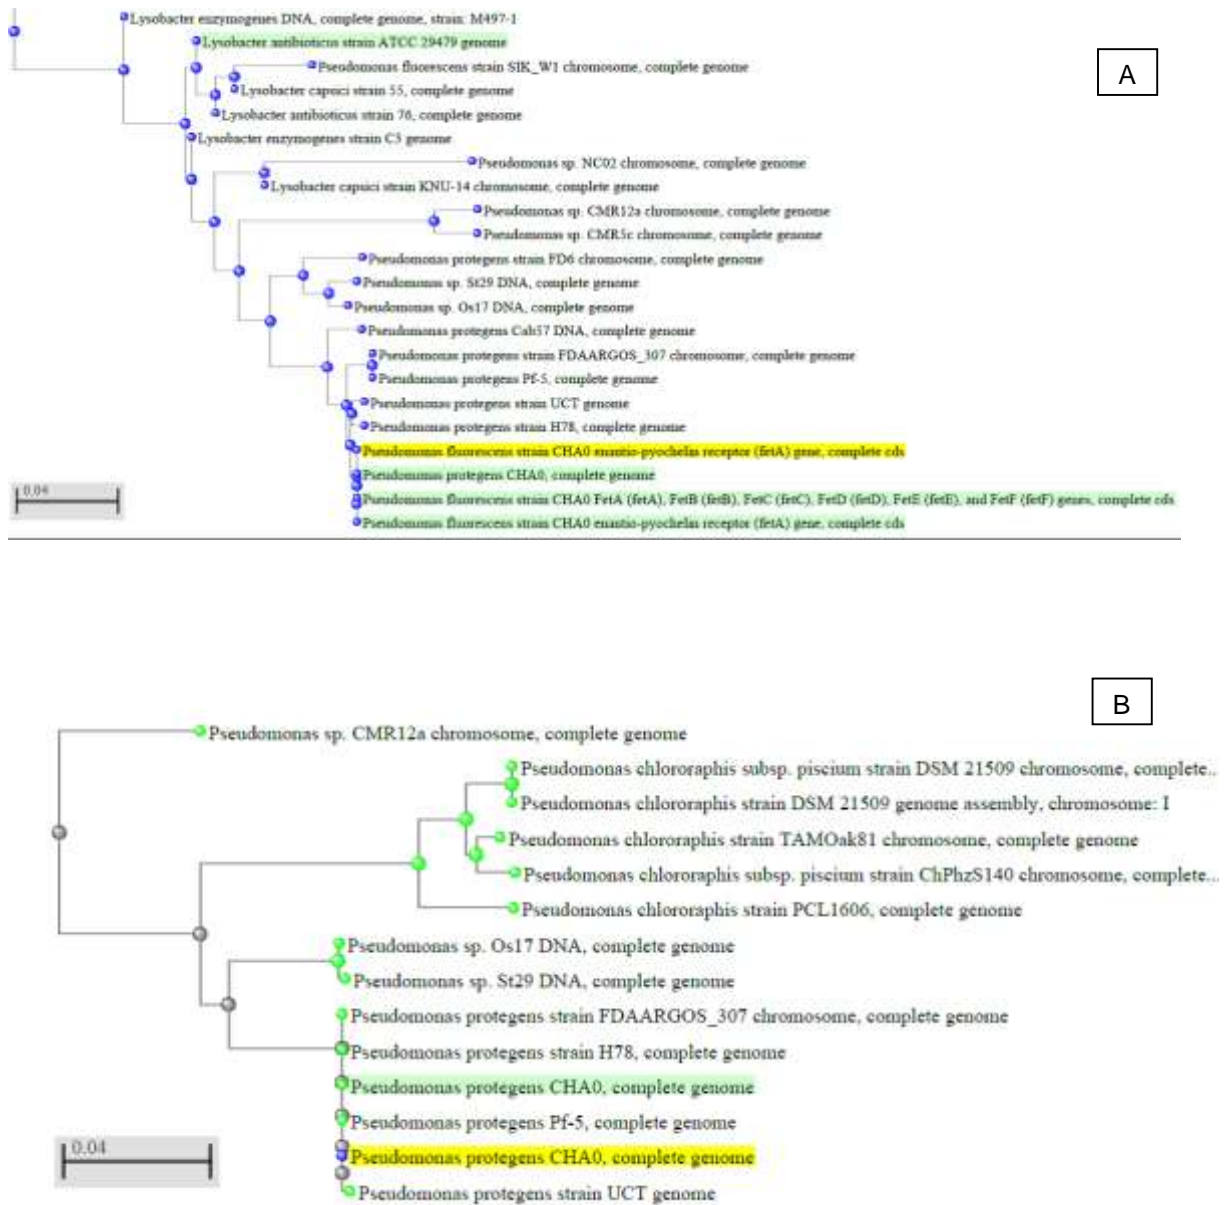 Lysobacter enzymogenes DNA, complete genome, strain: M497-1
Lysobacter antibioticus strain ATCC 29479 genome
A
Pseudomonas fluorescens strain SIK_W1 chromosome, complete genome
Lysobacter capsici strain 55, complete genome
Lysobacter antibioticus strain 76, complete genome
Lysobacter enzymogenes strain C3 genome
Pseudomonas sp. NC02 chromosome, complete genome
Lysobacter capsici strain KNU-14 chromosome, complete genome
Pseudomonas sp. CMR12a chromosome, complete genome
Pseudomonas sp. CMR5c chromosome, complete genome
Pseudomonas protegens strain FD6 chromosome, complete genome
Pseudomonas sp. St29 DNA, complete genome
Pseudomonas sp. Os17 DNA, complete genome
Pseudomonas protegens Cab57 DNA, complete genome
Pseudomonas protegens strain FDAARGOS_307 chromosome, complete genome
Pseudomonas protegens Pf-5, complete genome
Pseudomonas protegens strain UCT genome
Pseudomonas protegens strain H78, complete genome
Pseudomonas fluorescens strain CHA0 enantio-pyochelin receptor (fetA) gene, complete cds
Pseudomonas protegens CHA0, complete genome
0.04
Pseudomonas fluorescens strain CHA0 FetA (fetA), FetB (fetB), FetC (fetC), FetD (fetD), FetE (fetE), and FetF (fetF) genes, complete cds
Pseudomonas fluorescens strain CHA0 enantio-pyochelin receptor (fetA) gene, complete cds
B
Pseudomonas sp. CMR12a chromosome, complete genome
Pseudomonas chlororaphis subsp. piscium strain DSM 21509 chromosome, complete...
Pseudomonas chlororaphis strain DSM 21509 genome assembly, chromosome: I
Pseudomonas chlororaphis strain TAMOak81 chromosome, complete genome
Pseudomonas chlororaphis subsp. piscium strain ChPhzS140 chromosome, complete...
Pseudomonas chlororaphis strain PCL1606, complete genome
Pseudomonas sp. Os17 DNA, complete genome
Pseudomonas sp. St29 DNA, complete genome
Pseudomonas protegens strain FDAARGOS_307 chromosome, complete genome
Pseudomonas protegens strain H78, complete genome
Pseudomonas protegens CHA0, complete genome
Pseudomonas protegens Pf-5, complete genome
0.04
Pseudomonas protegens CHA0, complete genome
Pseudomonas protegens strain UCT genome